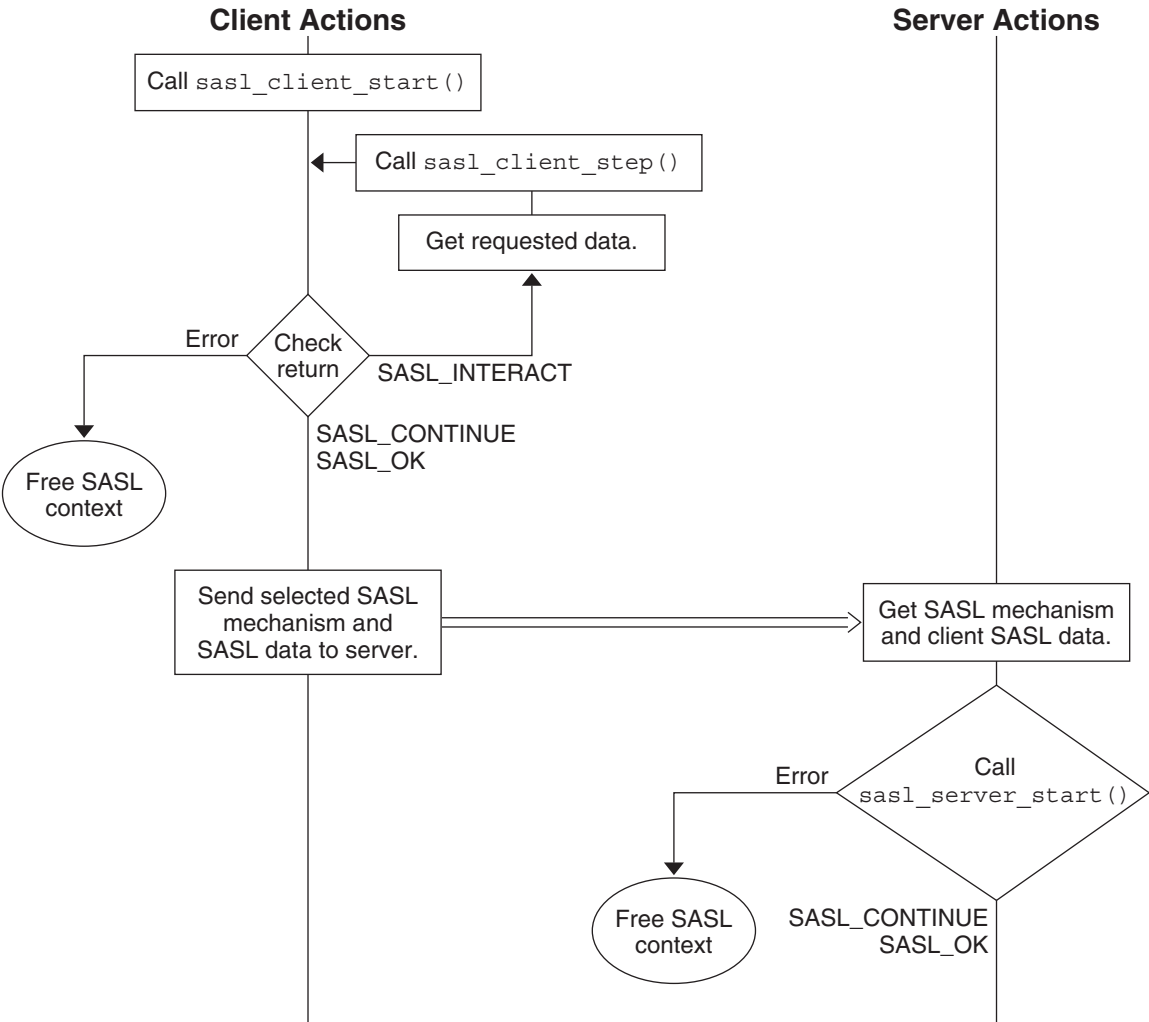 Client Actions
Server Actions
Call sasl_client_start()
Call sasl_client_step()
Get requested data.
Error
Check
return
SASL_INTERACT
SASL_CONTINUE
SASL_OK
Free SASL
context
Send selected SASL
mechanism and
SASL data to server.
Get SASL mechanism
and client SASL data.
Error
Call
sasl_server_start()
Free SASL
context
SASL_CONTINUE
SASL_OK